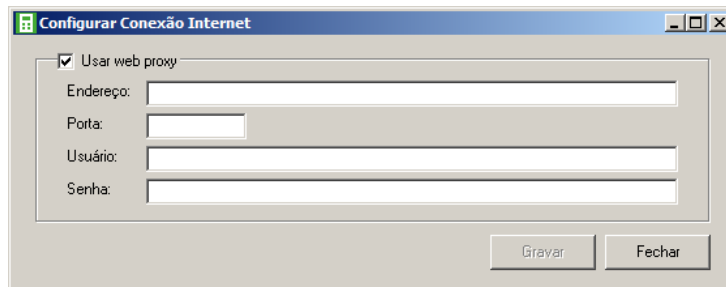 Configurar Conexão Internet
Usar web proxy
Endereço:
Porta:
Usuário:
Senha:
Gravar Fechar